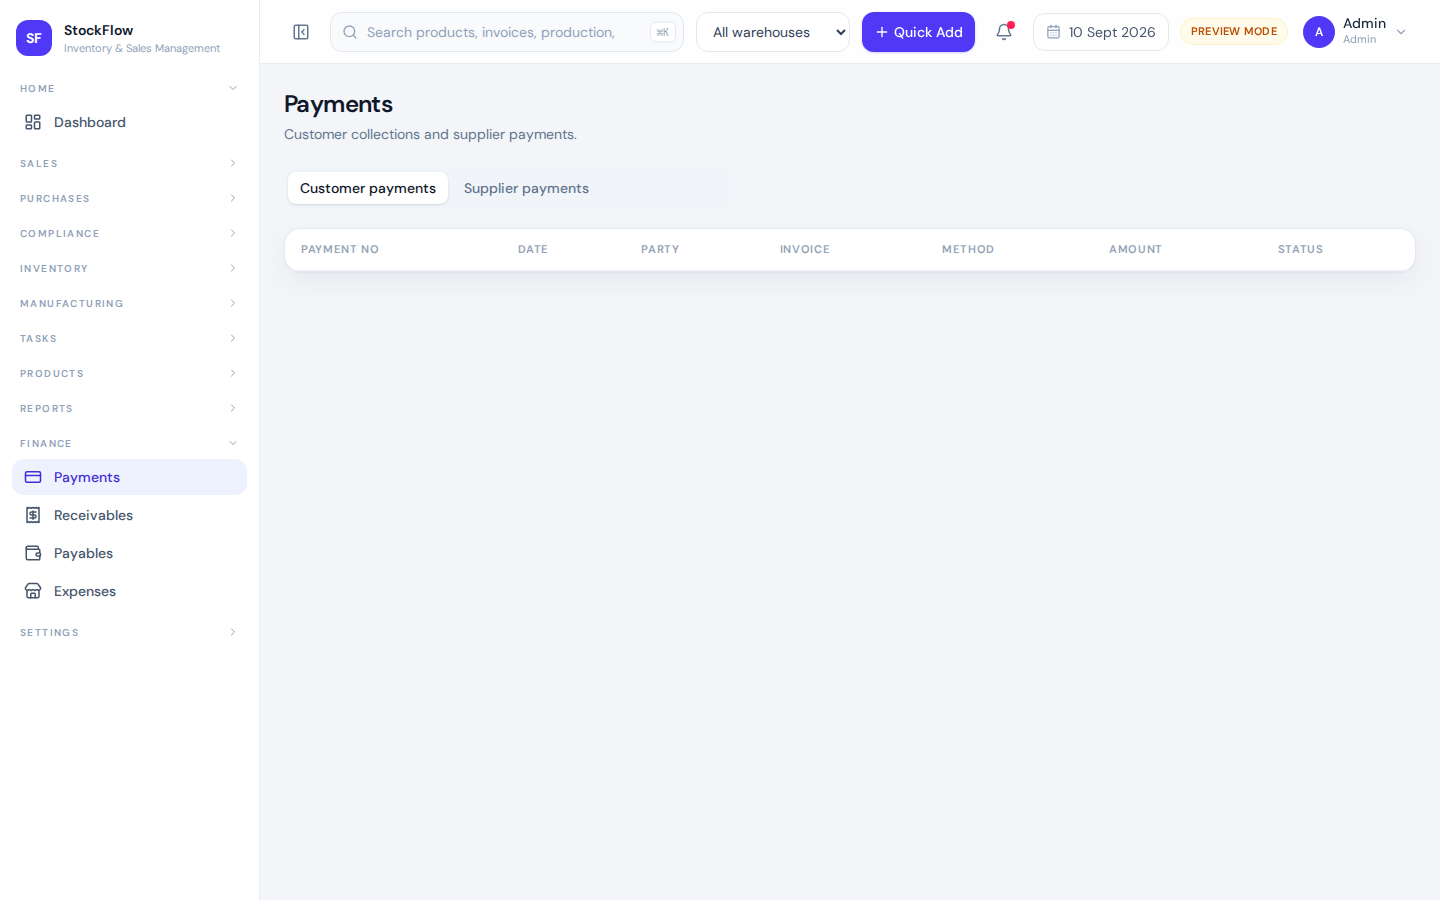 SF
StockFlow
Inventory & Sales Management
HOME
Dashboard
SALES
PURCHASES
COMPLIANCE
INVENTORY
MANUFACTURING
TASKS
PRODUCTS
REPORTS
FINANCE
Payments
Receivables
Payables
Expenses
SETTINGS
Search products, invoices, production, ⌘K
All warehouses
Quick Add
10 Sept 2026
PREVIEW MODE
A
Admin
Admin
Payments
Customer collections and supplier payments.
Customer payments Supplier payments
PAYMENT NO DATE PARTY INVOICE METHOD AMOUNT STATUS